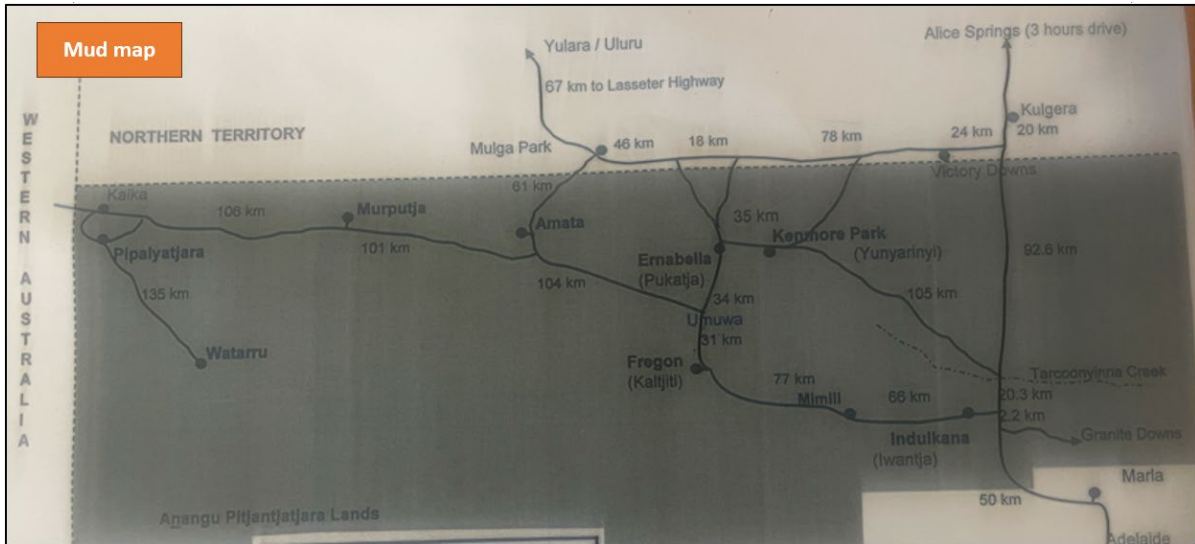 Mud map
Yulara / Uluru
Alice Springs (3 hours drive)
67 km to Lasseter Highway
Kulgera
20 km
NORTHERN TERRITORY
Mulga Park
46 km
18 km
78 km
24 km
Victory Downs
61 km
WESTERN AUSTRALIA
Kalka
106 km
Murputja
Amata
35 km
Kenmore Park
(Yunyarinyi)
Pipalyatjara
101 km
Ernabella
(Pukatja)
92.6 km
104 km
135 km
34 km
105 km
Umuwa
31 km
Watarru
Fregon
(Kaltjiti)
Tarcoonyinna Creek
77 km
Mimili
66 km
20.3 km
2.2 km
Indulkana
(Iwantja)
Granite Downs
Marla
50 km
Anangu Pitjantjatjara Lands
Adelaide